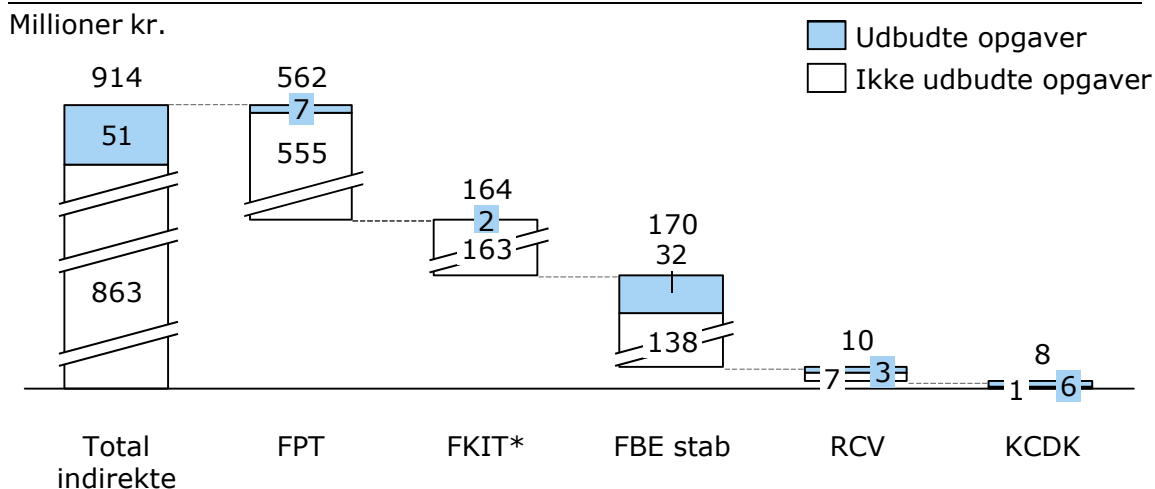 Millioner kr.
Udbudte opgaver
Ikke udbudte opgaver
914
562
51
7
555
164
2
163
170
32
863
138
10
7
3
8
1
6
Total
indirekte
FPT
FKIT*
FBE stab
RCV
KCDK